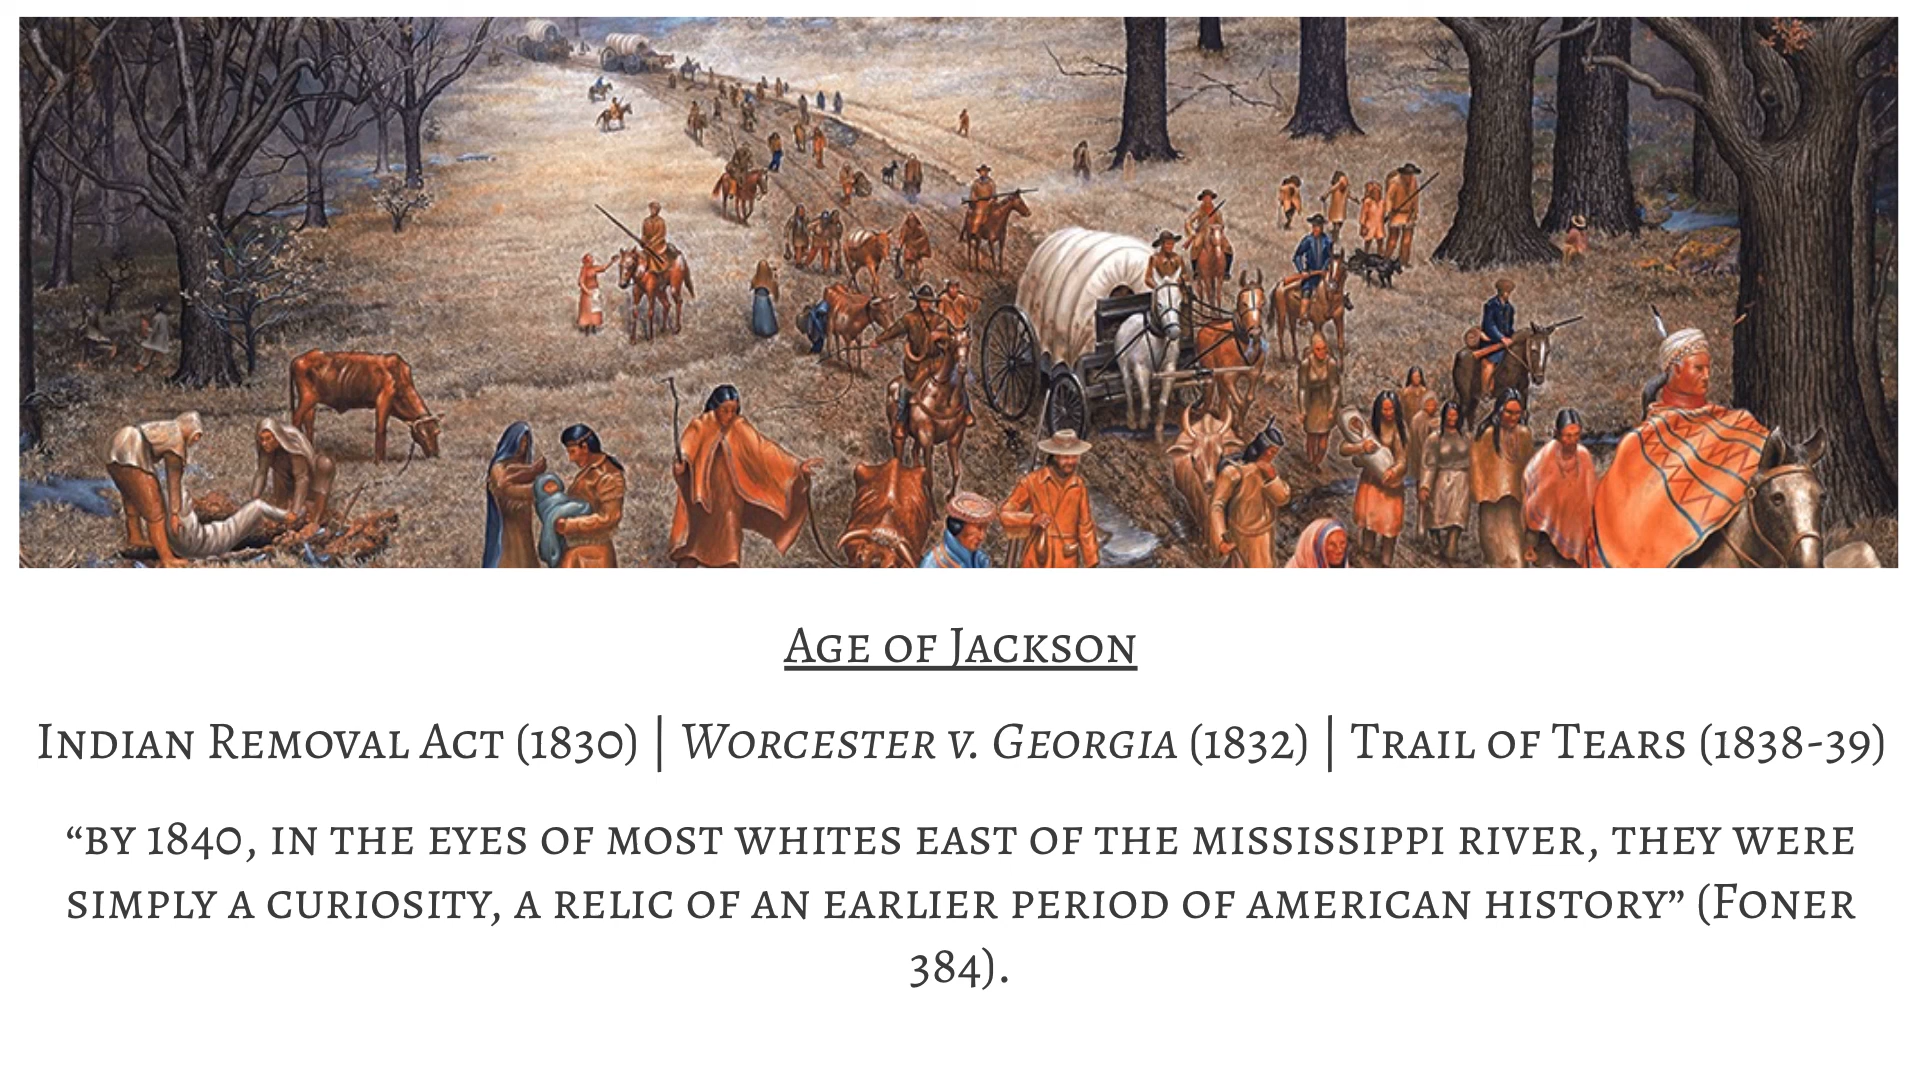 Age of Jackson
Indian Removal Act (1830) | Worcester v. Georgia (1832) | Trail of Tears (1838-39)
“by 1840, in the eyes of most whites east of the mississippi river, they were
simply a curiosity, a relic of an earlier period of american history” (Foner
384).